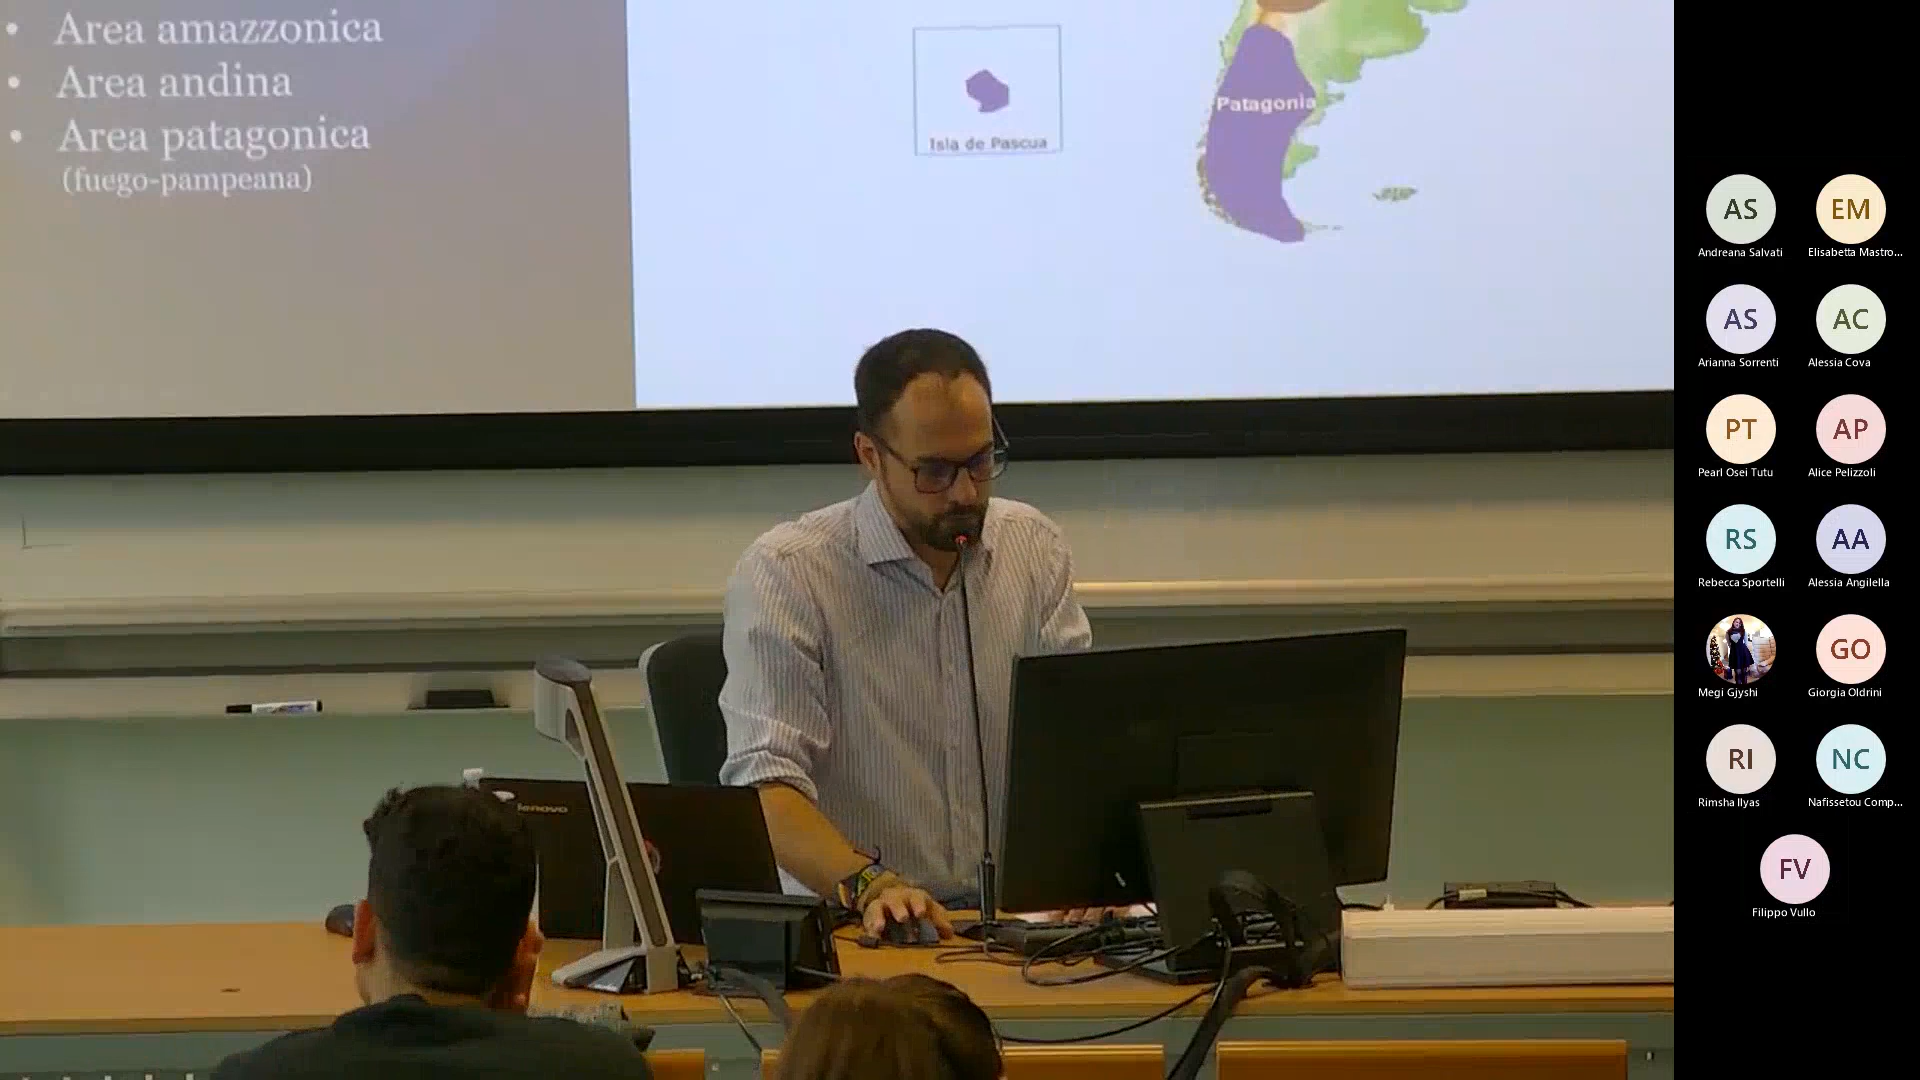 • Area amazzonica
• Area andina
• Area patagonica
(fuego-pampeana)
Isla de Pascua
Patagonia
lenovo
AS
Andreana Salvati
EM
Elisabetta Mastro...
AS
Arianna Sorrenti
AC
Alessia Cova
PT
Pearl Osei Tutu
AP
Alice Pelizzoli
RS
Rebecca Sportelli
AA
Alessia Angilella
Megi Gjyshi
GO
Giorgia Oldrini
RI
Rimsha Ilyas
NC
Nafissetou Comp...
FV
Filippo Vullo